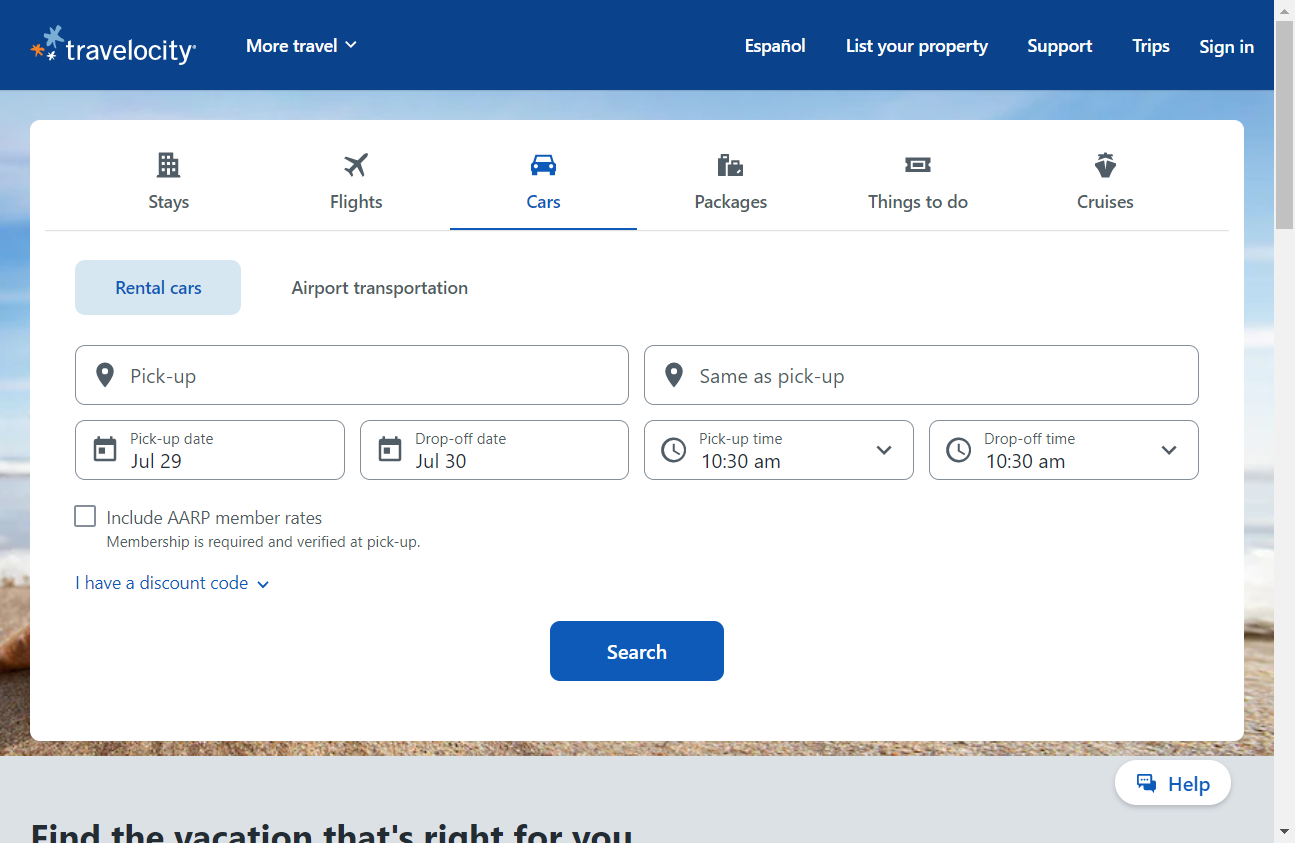 travelocity
More travel
Español
List your property
Support
Trips
Sign in
Stays
Flights
Cars
Packages
Things to do
Cruises
Rental cars
Airport transportation
Pick-up
Same as pick-up
Pick-up date
Jul 29
Drop-off date
Jul 30
Pick-up time
10:30 am
Drop-off time
10:30 am
Include AARP member rates
Membership is required and verified at pick-up.
I have a discount code
Search
Help
Find the vacation that's right for you